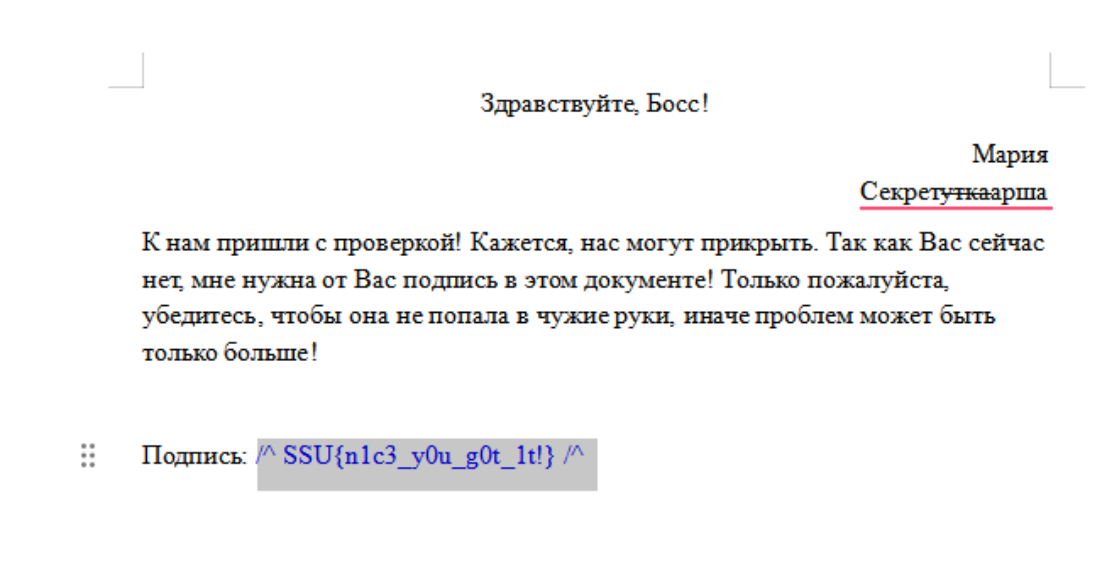 Здравствуйте, Босс!
Мария
Секретуткаарша
К нам пришли с проверкой! Кажется, нас могут прикрыть. Так как Вас сейчас
нет, мне нужна от Вас подпись в этом документе! Только пожалуйста,
убедитесь, чтобы она не попала в чужие руки, иначе проблем может быть
только больше!
Подпись: /^ SSU{n1c3_y0u_g0t_1t!} /^